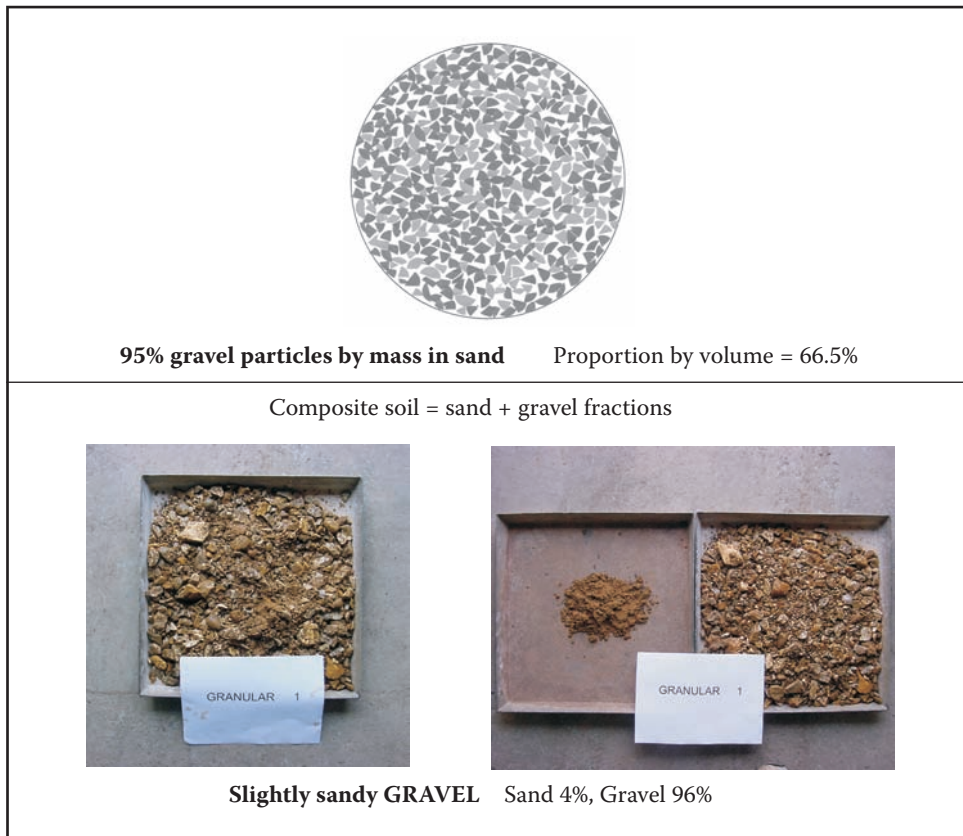 95% gravel particles by mass in sand Proportion by volume = 66.5%
Composite soil = sand + gravel fractions
GRANULAR 1
GRANULAR 1
Slightly sandy GRAVEL Sand 4%, Gravel 96%